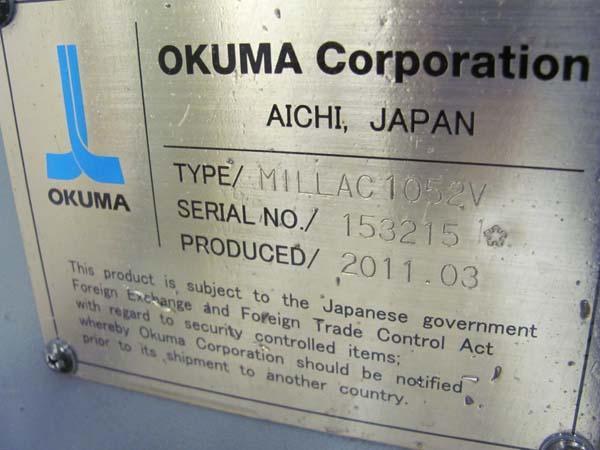 OKUMA
OKUMA Corporation
AICHI, JAPAN
TYPE/ MILLAC1052V
SERIAL NO./ 153215
PRODUCED/ 2011.03
This product is subject to the Japanese government
Foreign Exchange and Foreign Trade Control Act
with regard to security controlled items;
whereby Okuma Corporation should be notified
prior to its shipment to another country.